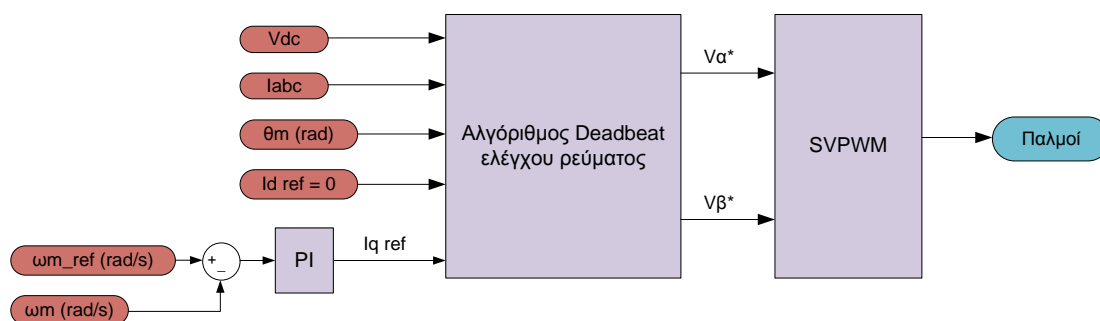 Vdc
Iabc
θm (rad)
Id ref = 0
ωm_ref (rad/s)
ωm (rad/s)
+
_
PI
Iq ref
Αλγόριθμος Deadbeat
ελέγχου ρεύματος
Vα*
Vβ*
SVPWM
Παλμοί